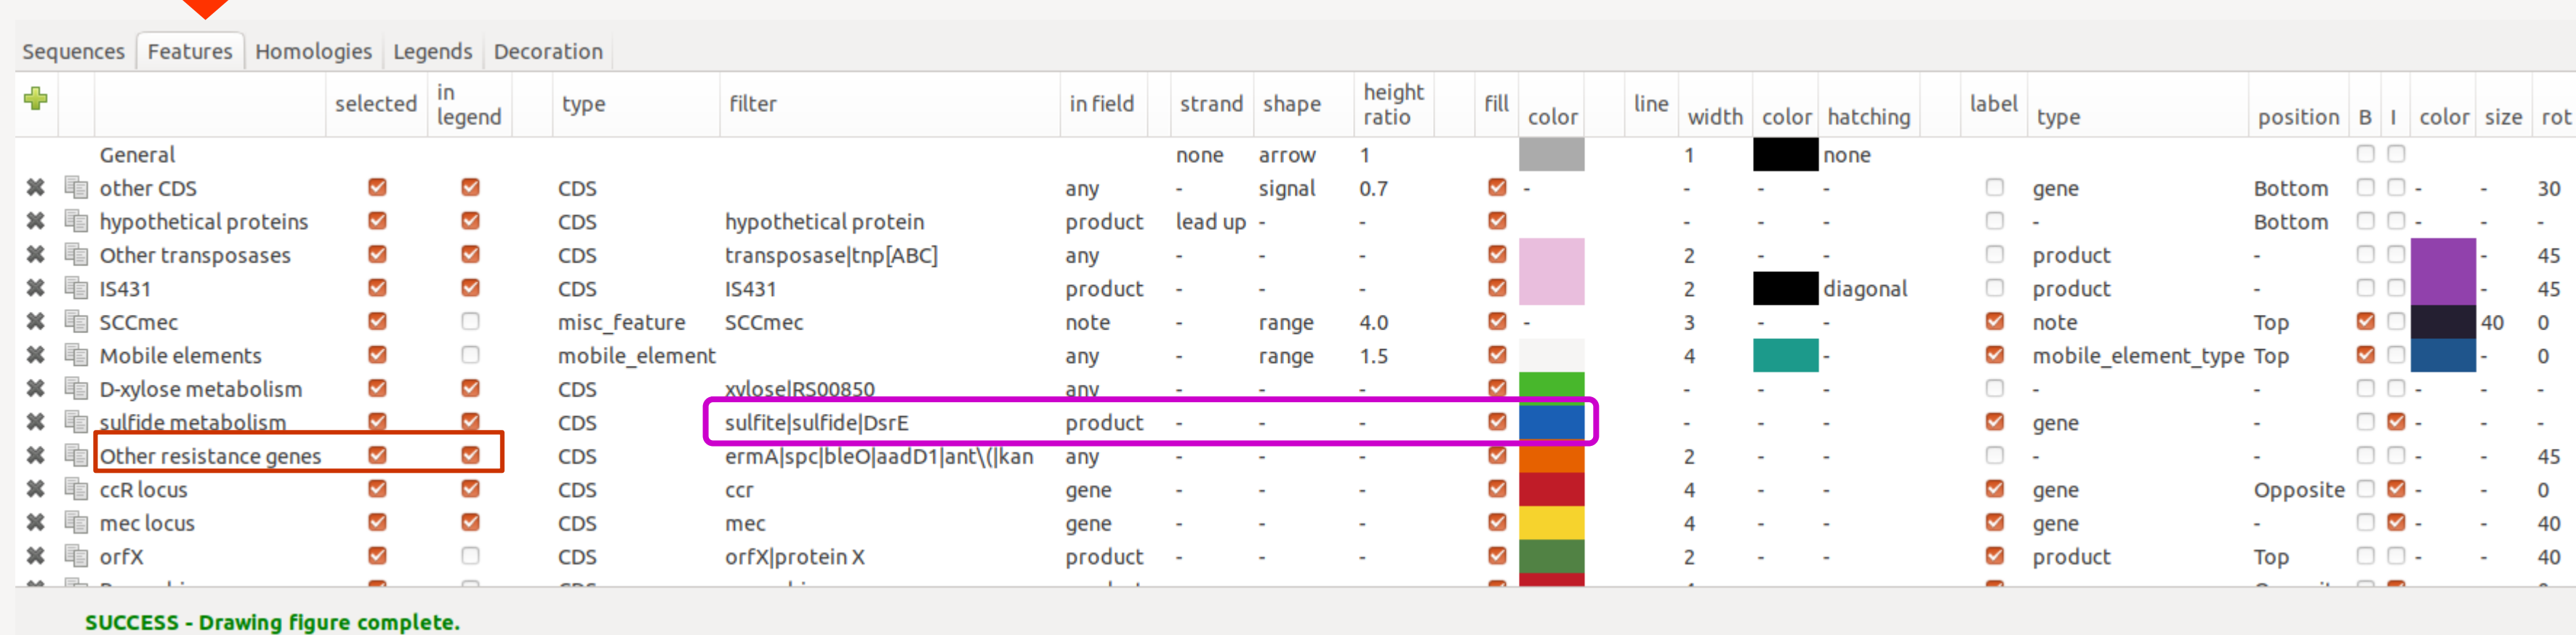 Sequences Features Homologies Legends Decoration
selected in legend type filter in field strand shape height ratio fill color line width color hatching label type position B I color size rot
General none arrow 1 1 none
other CDS CDS any - signal 0.7 - - - - gene Bottom - - 30
hypothetical proteins CDS hypothetical protein product lead up - - - - - - Bottom - - -
Other transposases CDS transposase|tnp[ABC] any - - - 2 - - product - - 45
IS431 CDS IS431 product - - - 2 diagonal product - - 45
SCCmec misc_feature SCCmec note - range 4.0 - 3 - - note Top 40 0
Mobile elements mobile_element any - range 1.5 4 - mobile_element_type Top - 0
D-xylose metabolism CDS xylose|RS00850 any - - - - - - - - - - -
sulfide metabolism CDS sulfite|sulfide|DsrE product - - - - - - gene - - - -
Other resistance genes CDS ermA|spc|bleO|aadD1|ant\(|kan any - - - 2 - - - - - - 45
ccR locus CDS ccr gene - - - 4 - - gene Opposite - - 0
mec locus CDS mec gene - - - 4 - - gene - - - 40
orfX CDS orfX|protein X product - - - 2 - - product Top - - 40
SUCCESS - Drawing figure complete.